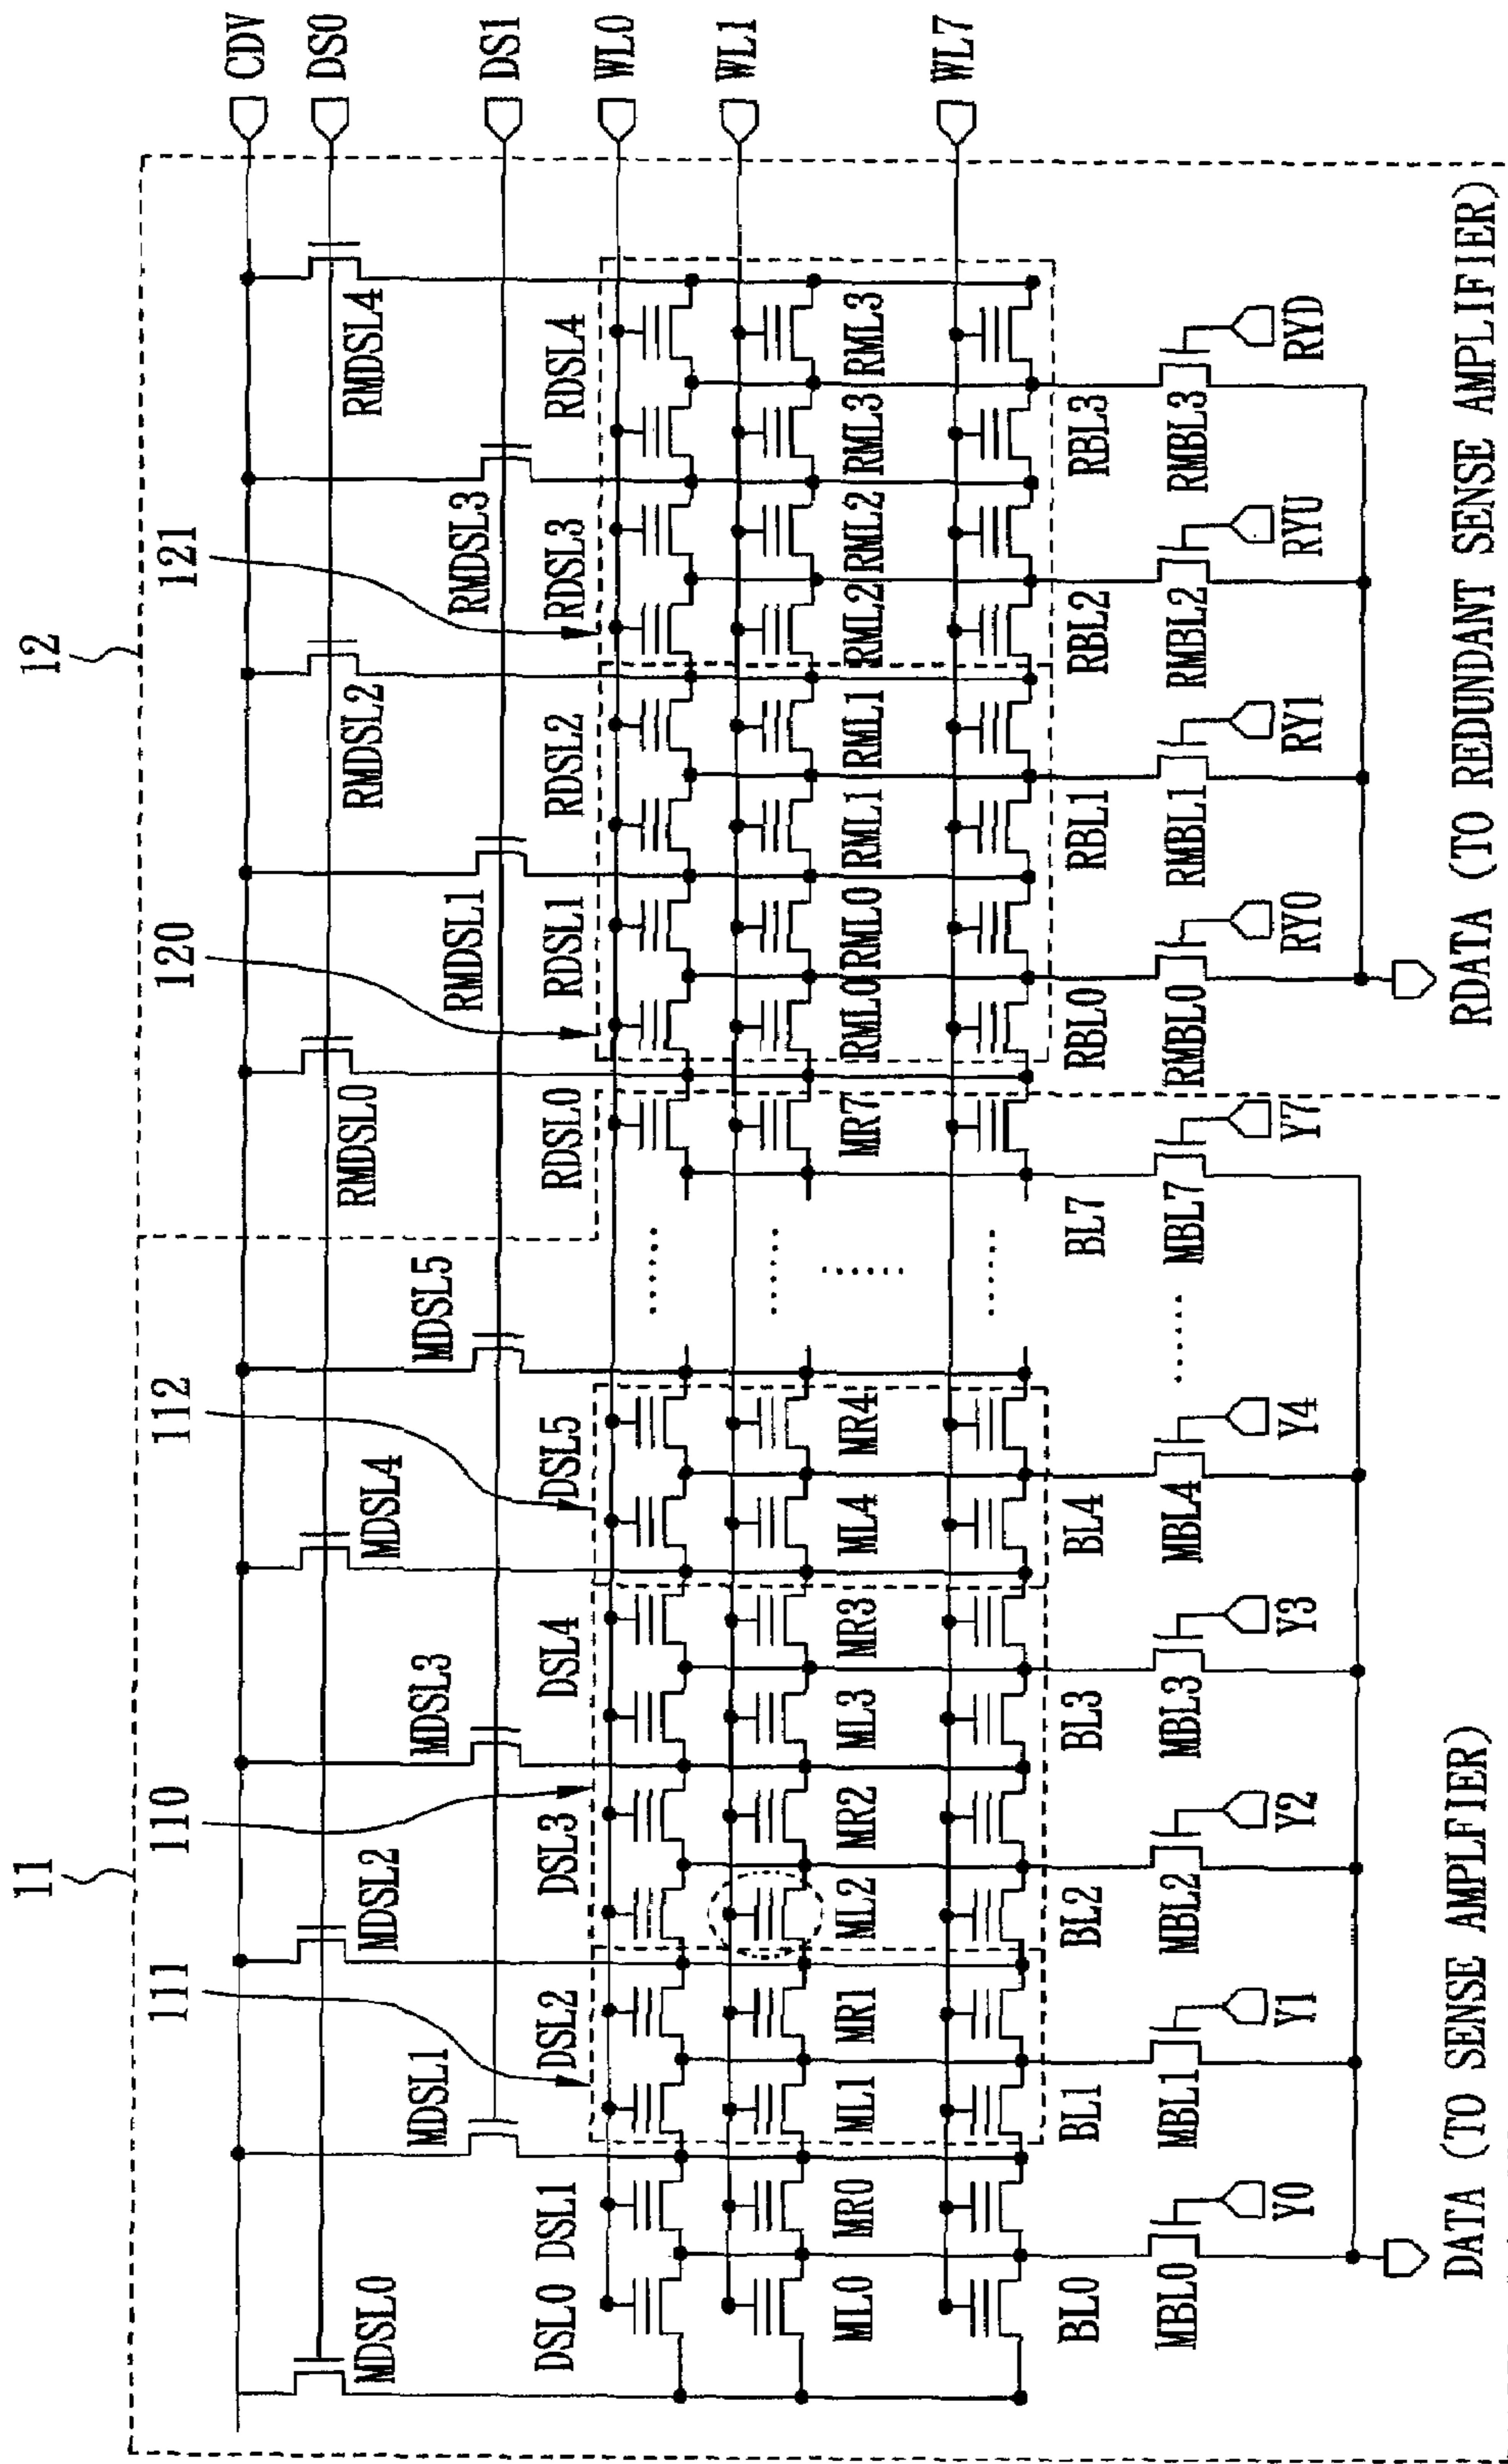 11
12
111
110
112
120
121
CDV
DS0
DS1
WL0
WL1
WL7
MDSL0
MDSL1
MDSL2
MDSL3
MDSL4
MDSL5
RMDSL0
RMDSL1
RMDSL2
RMDSL3
RMDSL4
DSL0 DSL1 DSL2 DSL3 DSL4 DSL5 RDSL0 RDSL1 RDSL2 RDSL3 RDSL4
ML0 MR0 ML1 MR1 ML2 MR2 ML3 MR3 ML4 MR4 MR7 RML0 RML0 RML1 RML1 RML2 RML2 RML3 RML3
BL0 BL1 BL2 BL3 BL4 BL7 RBL0 RBL1 RBL2 RBL3
MBL0 MBL1 MBL2 MBL3 MBL4 MBL7 RMBL0 RMBL1 RMBL2 RMBL3
Y0 Y1 Y2 Y3 Y4 Y7 RY0 RY1 RYU RYD
DATA (TO SENSE AMPLFIER)
RDATA (TO REDUNDANT SENSE AMPLIFIER)